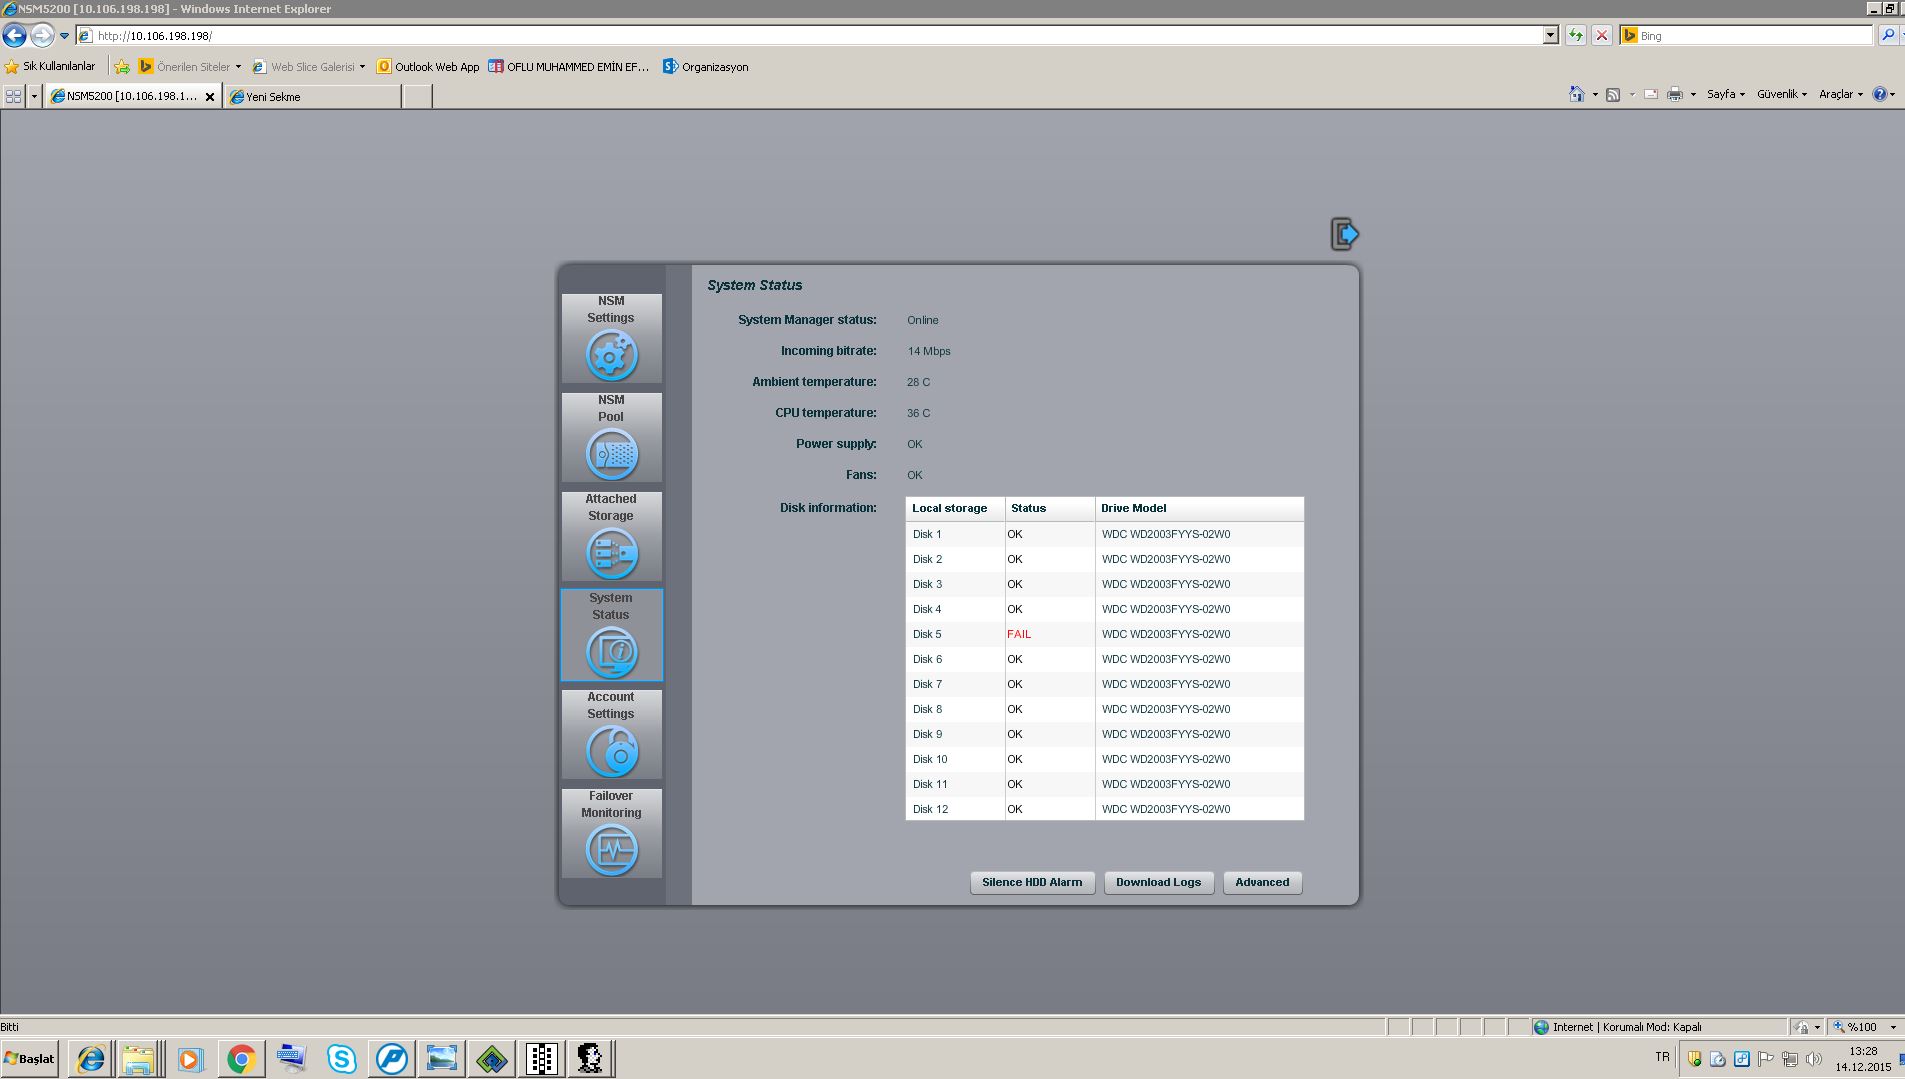 NSM5200 [10.106.198.198] - Windows Internet Explorer
http://10.106.198.198/
Bing
Sık Kullanılanlar
Önerilen Siteler
Web Slice Galerisi
Outlook Web App
OFLU MUHAMMED EMİN EF...
Organizasyon
NSM5200 [10.106.198.1...
Yeni Sekme
Sayfa
Güvenlik
Araçlar
NSM
Settings
NSM
Pool
Attached
Storage
System
Status
Account
Settings
Failover
Monitoring
System Status
System Manager status: Online
Incoming bitrate: 14 Mbps
Ambient temperature: 28 C
CPU temperature: 36 C
Power supply: OK
Fans: OK
Disk information:
Local storage Status Drive Model
Disk 1 OK WDC WD2003FYYS-02W0
Disk 2 OK WDC WD2003FYYS-02W0
Disk 3 OK WDC WD2003FYYS-02W0
Disk 4 OK WDC WD2003FYYS-02W0
Disk 5 FAIL WDC WD2003FYYS-02W0
Disk 6 OK WDC WD2003FYYS-02W0
Disk 7 OK WDC WD2003FYYS-02W0
Disk 8 OK WDC WD2003FYYS-02W0
Disk 9 OK WDC WD2003FYYS-02W0
Disk 10 OK WDC WD2003FYYS-02W0
Disk 11 OK WDC WD2003FYYS-02W0
Disk 12 OK WDC WD2003FYYS-02W0
Silence HDD Alarm
Download Logs
Advanced
Bitti
Internet | Korumalı Mod: Kapalı
%100
Başlat
TR
13:28
14.12.2015